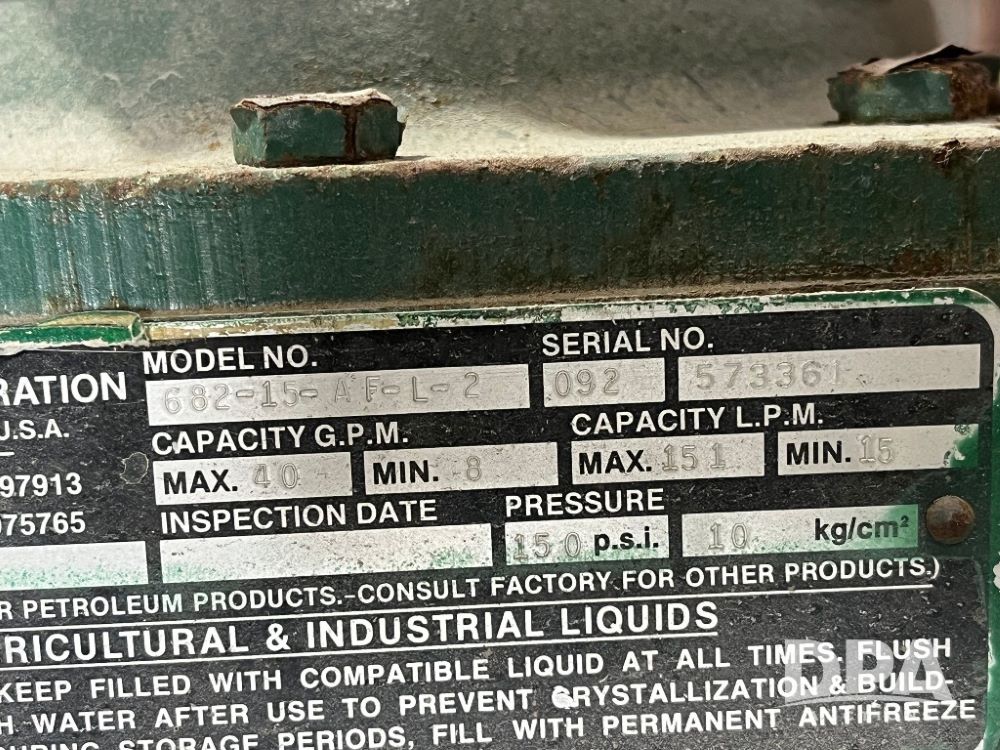 MODEL NO.
SERIAL NO.
RATION
682-15-AF-L-2
092
573361
U.S.A.
CAPACITY G.P.M.
CAPACITY L.P.M.
97913
MAX. 40
MIN. 8
MAX. 151
MIN. 15
075765
INSPECTION DATE
PRESSURE
150 p.s.i.
10 kg/cm²
R PETROLEUM PRODUCTS.-CONSULT FACTORY FOR OTHER PRODUCTS.)
RICULTURAL & INDUSTRIAL LIQUIDS
KEEP FILLED WITH COMPATIBLE LIQUID AT ALL TIMES. FLUSH
H WATER AFTER USE TO PREVENT CRYSTALLIZATION & BUILD-
URING STORAGE PERIODS, FILL WITH PERMANENT ANTIFREEZE
DPA